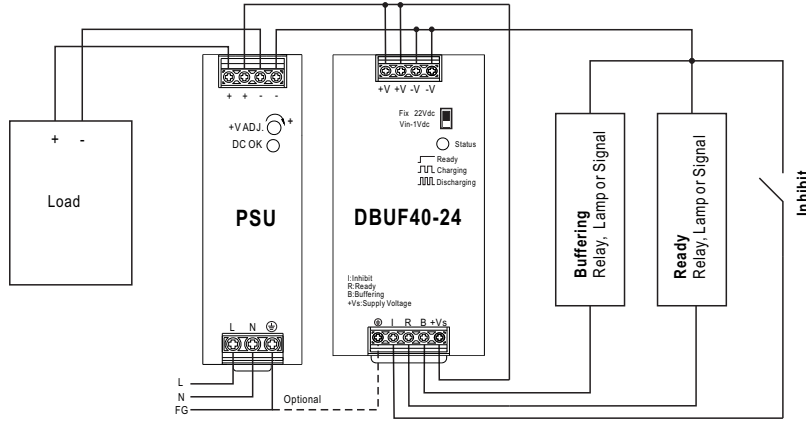 + -
Load
+ + - -
+V ADJ.
+
DC OK
PSU
L N
L
N
FG
Optional
+V +V -V -V
Fix 22Vdc
Vin-1Vdc
Status
Ready
Charging
Discharging
DBUF40-24
I:Inhibit
R:Ready
B:Buffering
+Vs:Supply Voltage
I R B +Vs
Buffering
Relay, Lamp or Signal
Ready
Relay, Lamp or Signal
Inhibit